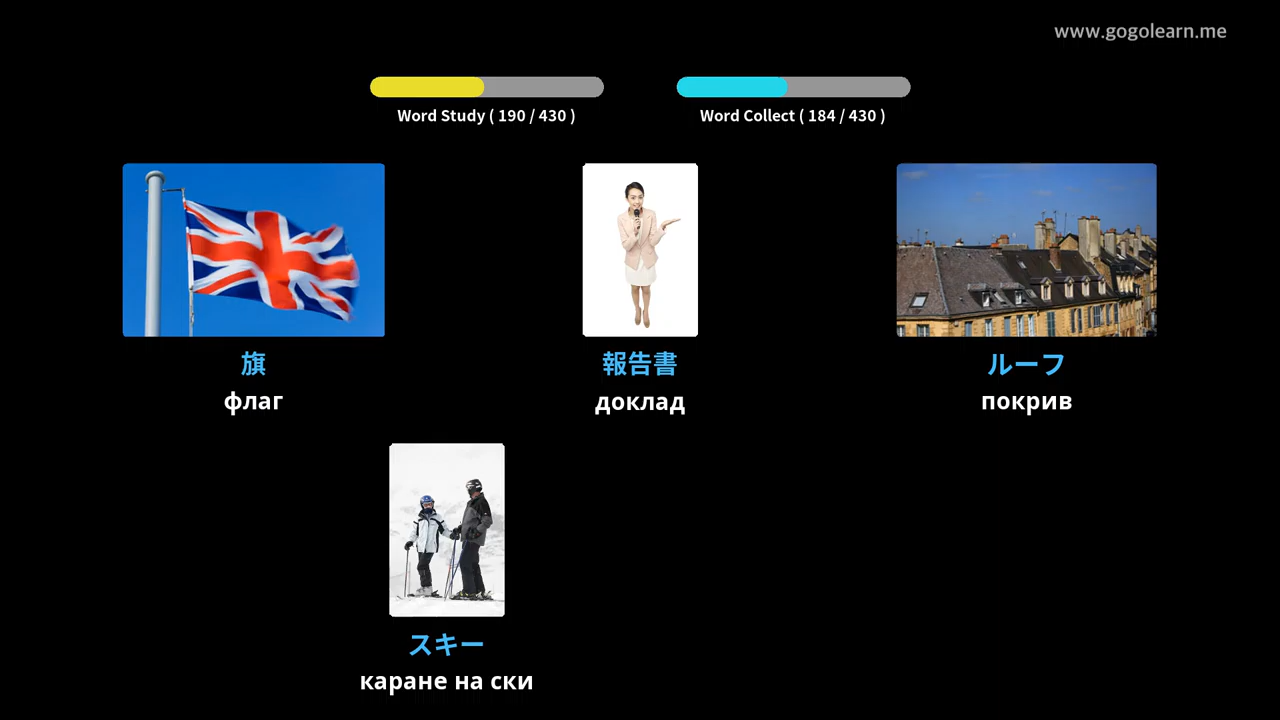 www.gogolearn.me
Word Study ( 190 / 430 )
Word Collect ( 184 / 430 )
旗
флаг
報告書
доклад
ルーフ
покрив
スキー
каране на ски